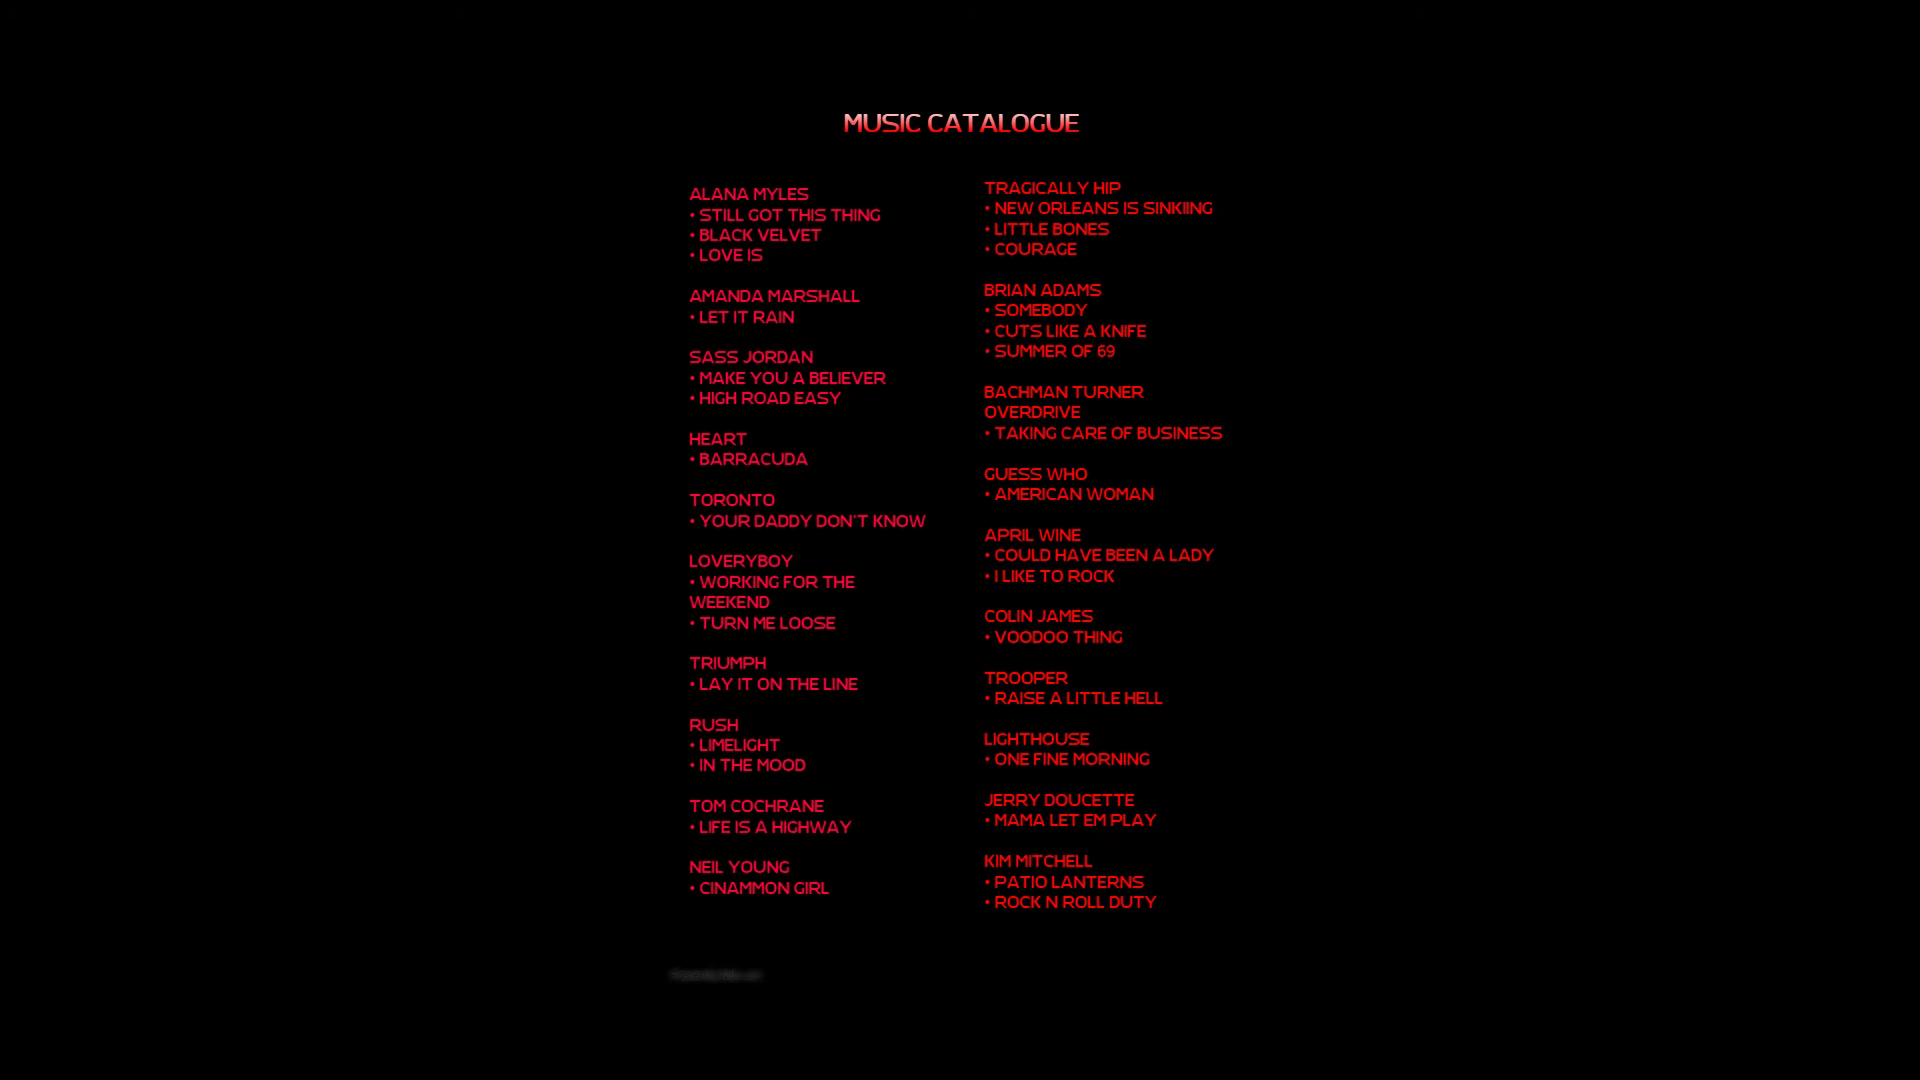 MUSIC CATALOGUE
ALANA MYLES
• STILL GOT THIS THING
• BLACK VELVET
• LOVE IS
AMANDA MARSHALL
• LET IT RAIN
SASS JORDAN
• MAKE YOU A BELIEVER
• HIGH ROAD EASY
HEART
• BARRACUDA
TORONTO
• YOUR DADDY DON'T KNOW
LOVERYBOY
• WORKING FOR THE
WEEKEND
• TURN ME LOOSE
TRIUMPH
• LAY IT ON THE LINE
RUSH
• LIMELIGHT
• IN THE MOOD
TOM COCHRANE
• LIFE IS A HIGHWAY
NEIL YOUNG
• CINAMMON GIRL
TRAGICALLY HIP
• NEW ORLEANS IS SINKIING
• LITTLE BONES
• COURAGE
BRIAN ADAMS
• SOMEBODY
• CUTS LIKE A KNIFE
• SUMMER OF 69
BACHMAN TURNER
OVERDRIVE
• TAKING CARE OF BUSINESS
GUESS WHO
• AMERICAN WOMAN
APRIL WINE
• COULD HAVE BEEN A LADY
• I LIKE TO ROCK
COLIN JAMES
• VOODOO THING
TROOPER
• RAISE A LITTLE HELL
LIGHTHOUSE
• ONE FINE MORNING
JERRY DOUCETTE
• MAMA LET EM PLAY
KIM MITCHELL
• PATIO LANTERNS
• ROCK N ROLL DUTY